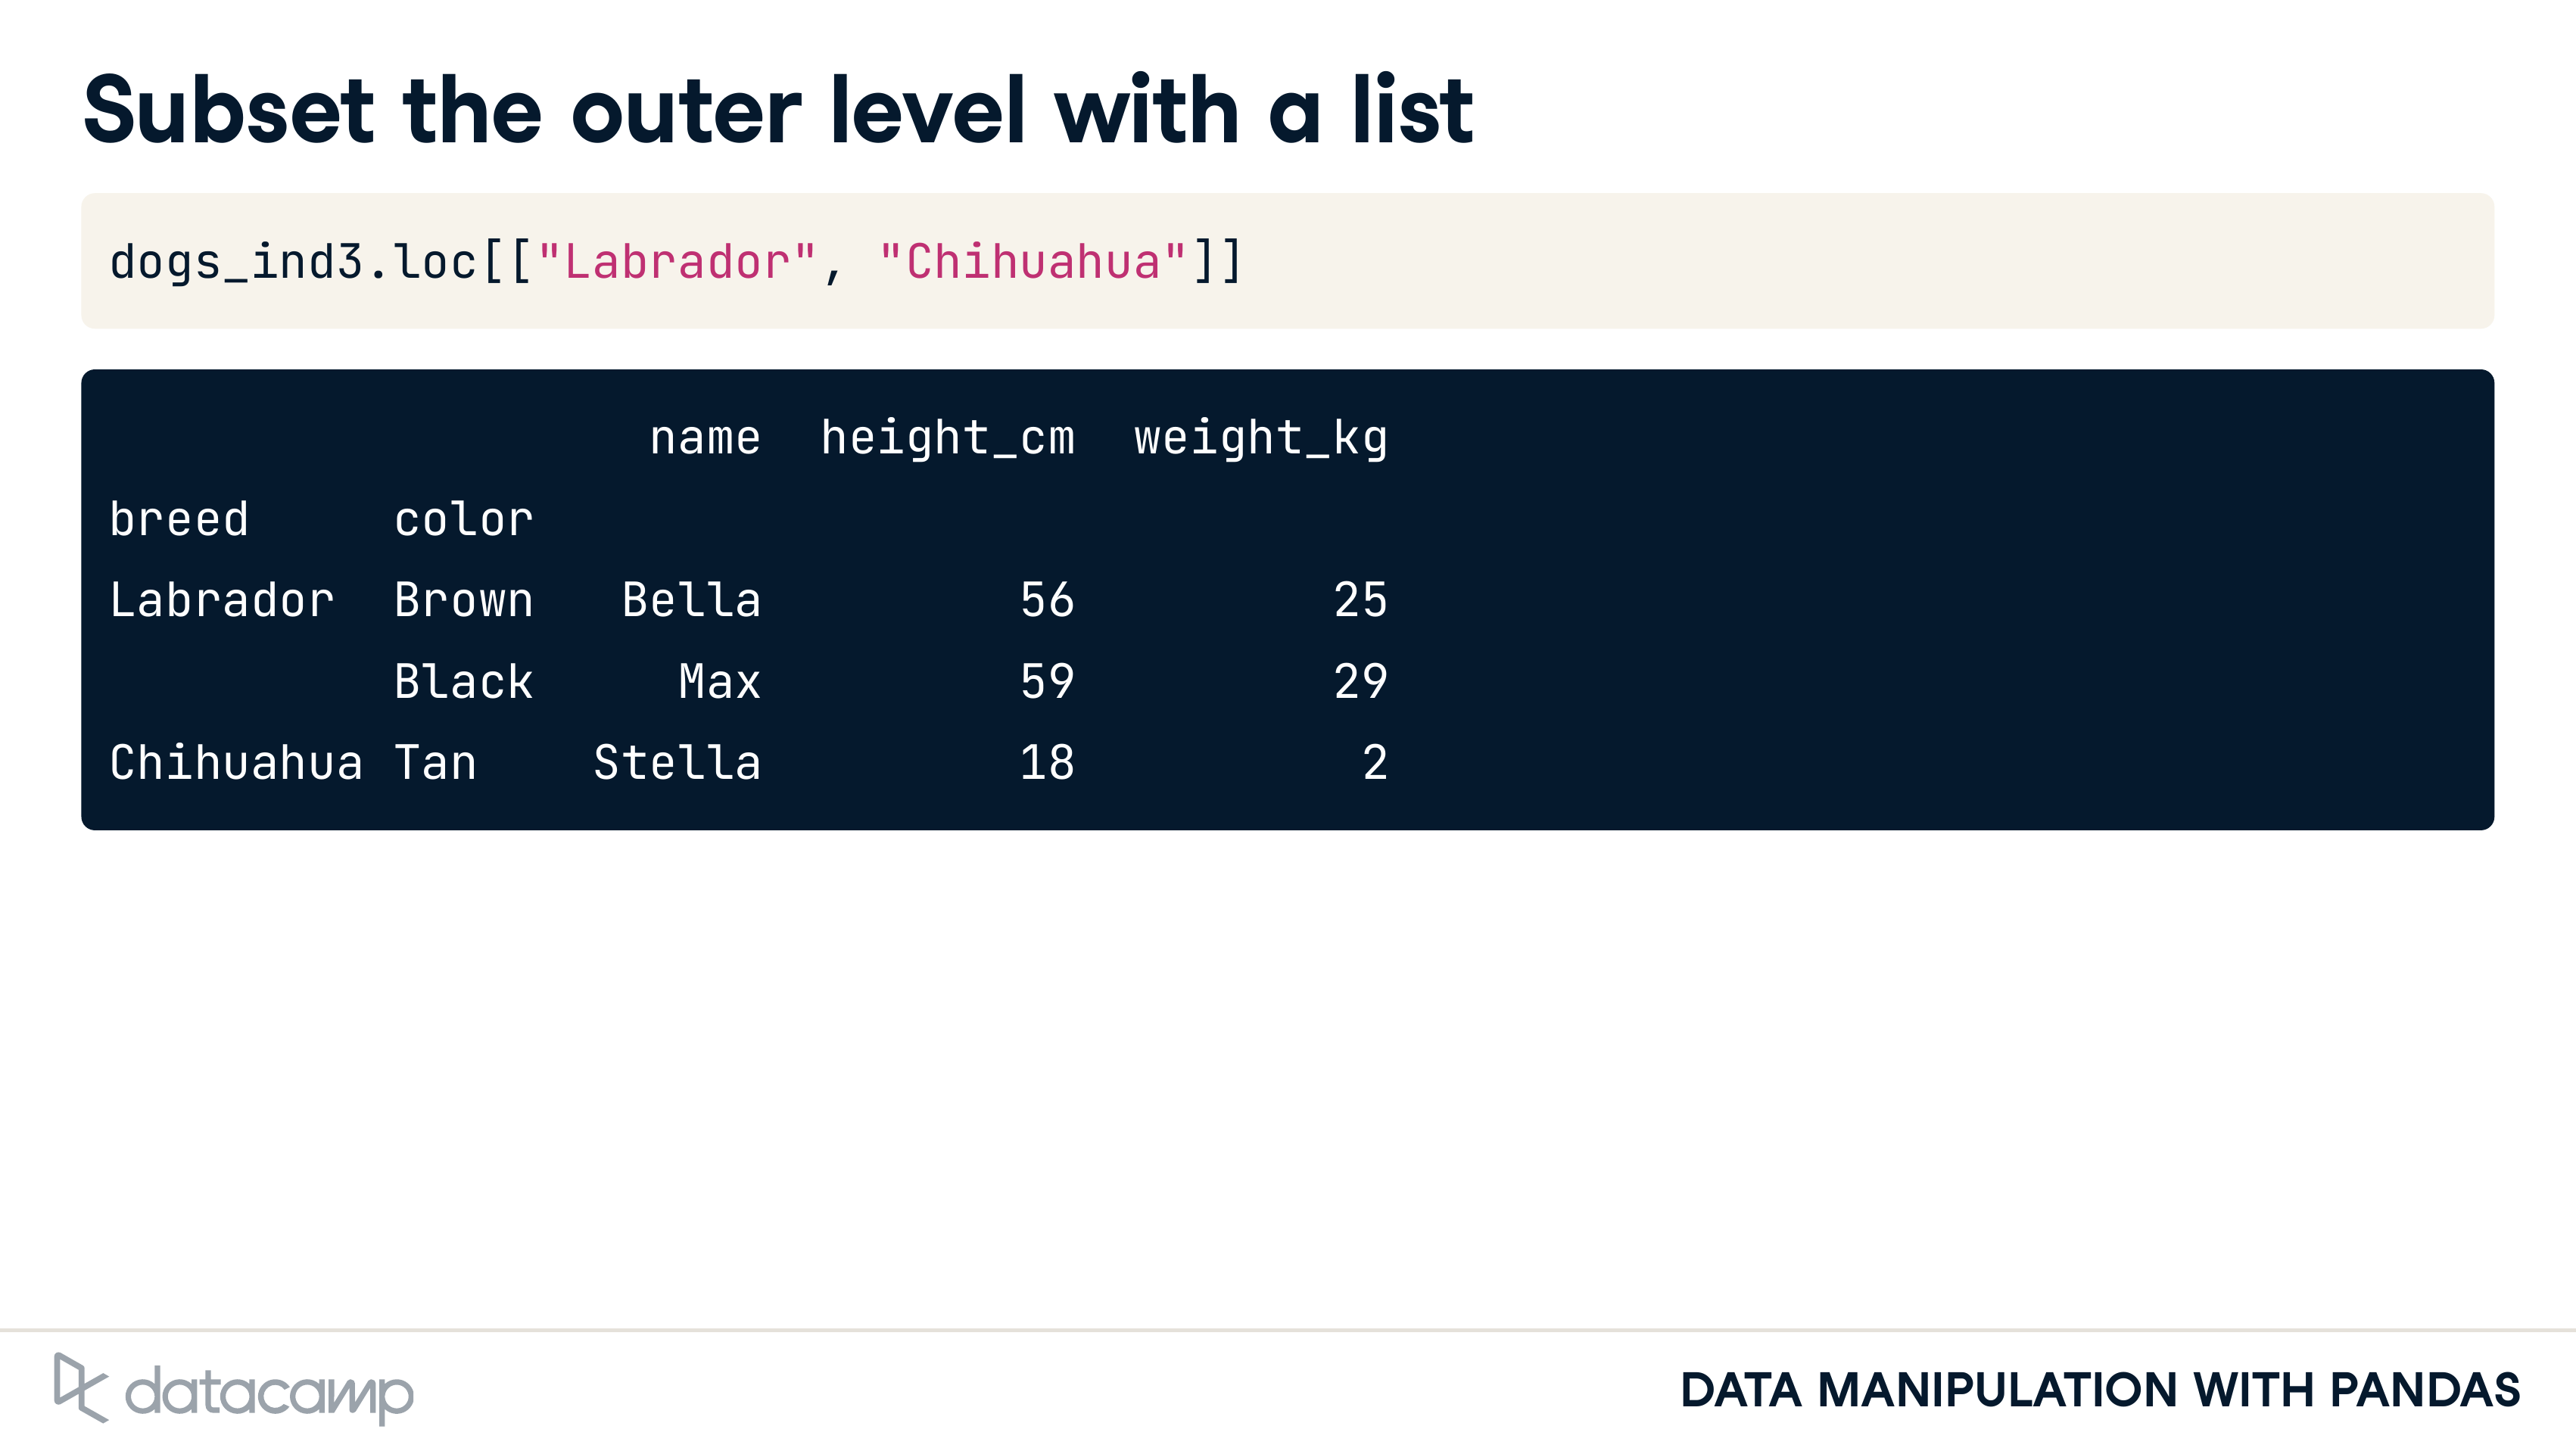 Subset the outer level with a list
dogs_ind3.loc[["Labrador", "Chihuahua"]]
                   name  height_cm  weight_kg
breed     color
Labrador  Brown   Bella         56         25
          Black     Max         59         29
Chihuahua Tan    Stella         18          2
datacamp
DATA MANIPULATION WITH PANDAS